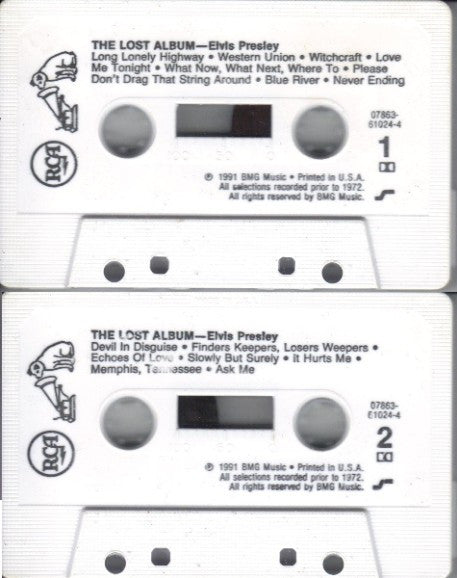 THE LOST ALBUM—Elvis Presley
Long Lonely Highway • Western Union • Witchcraft • Love
Me Tonight • What Now, What Next, Where To • Please
Don't Drag That String Around • Blue River • Never Ending
07863-
61024-4
1
RCA
100 50 0
℗ 1991 BMG Music • Printed in U.S.A.
All selections recorded prior to 1972.
All rights reserved by BMG Music.
THE LOST ALBUM—Elvis Presley
Devil In Disguise • Finders Keepers, Losers Weepers •
Echoes Of Love • Slowly But Surely • It Hurts Me •
Memphis, Tennessee • Ask Me
07863-
61024-4
2
RCA
℗ 1991 BMG Music • Printed in U.S.A.
All selections recorded prior to 1972.
All rights reserved by BMG Music.